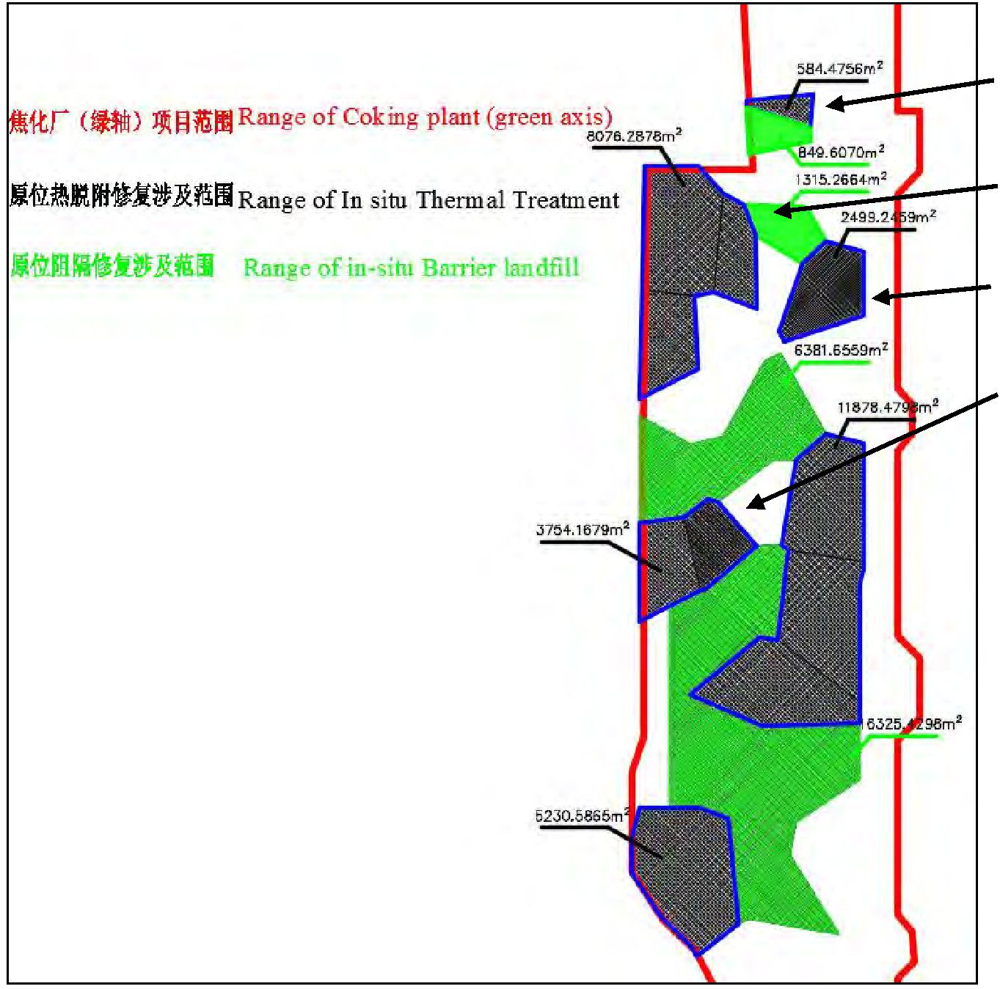 584.4756m²
焦化厂（绿轴）项目范围 Range of Coking plant (green axis)
8076.2878m²
849.6070m²
1315.2664m²
原位热脱附修复涉及范围 Range of In situ Thermal Treatment
2499.2459m²
原位阻隔修复涉及范围 Range of in-situ Barrier landfill
6381.6559m²
11878.4798m²
3754.1679m²
16325.4298m²
5230.5865m²